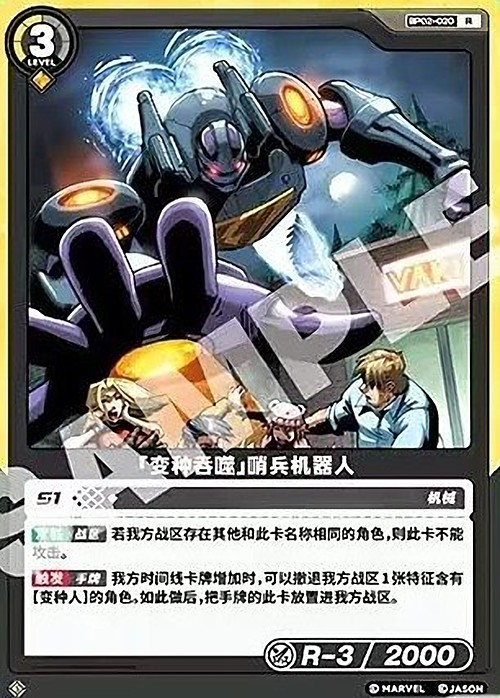 3
LEVEL
BP02-020 R
SAMPLE
「变种吞噬」哨兵机器人
S1 机械
常驻 战区 若我方战区存在其他和此卡名称相同的角色，则此卡不能
攻击。
触发 手牌 我方时间线卡牌增加时，可以撤退我方战区1张特征含有
【变种人】的角色。如此做后，把手牌的此卡放置进我方战区。
R-3 / 2000
© MARVEL © JASON